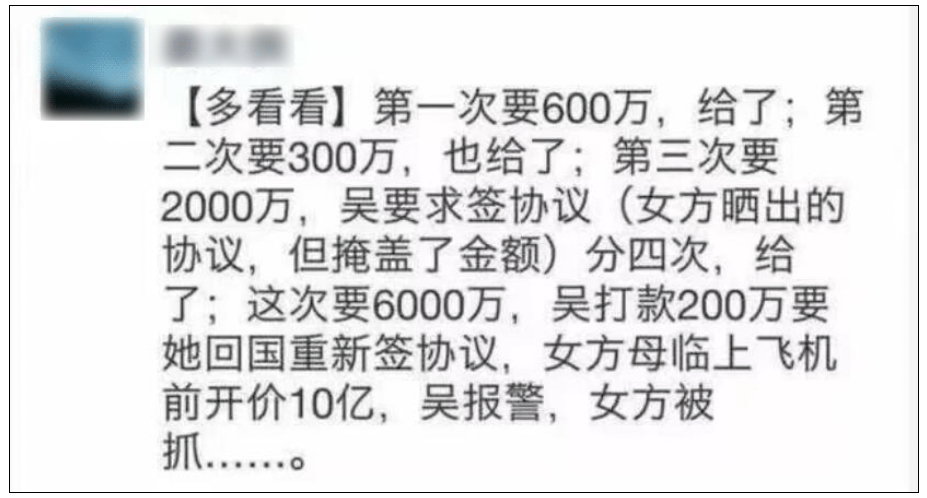 【多看看】第一次要600万，给了；第
二次要300万，也给了；第三次要
2000万，吴要求签协议（女方晒出的
协议，但掩盖了金额）分四次，给
了；这次要6000万，吴打款200万要
她回国重新签协议，女方母临上飞机
前开价10亿，吴报警，女方被
抓......。